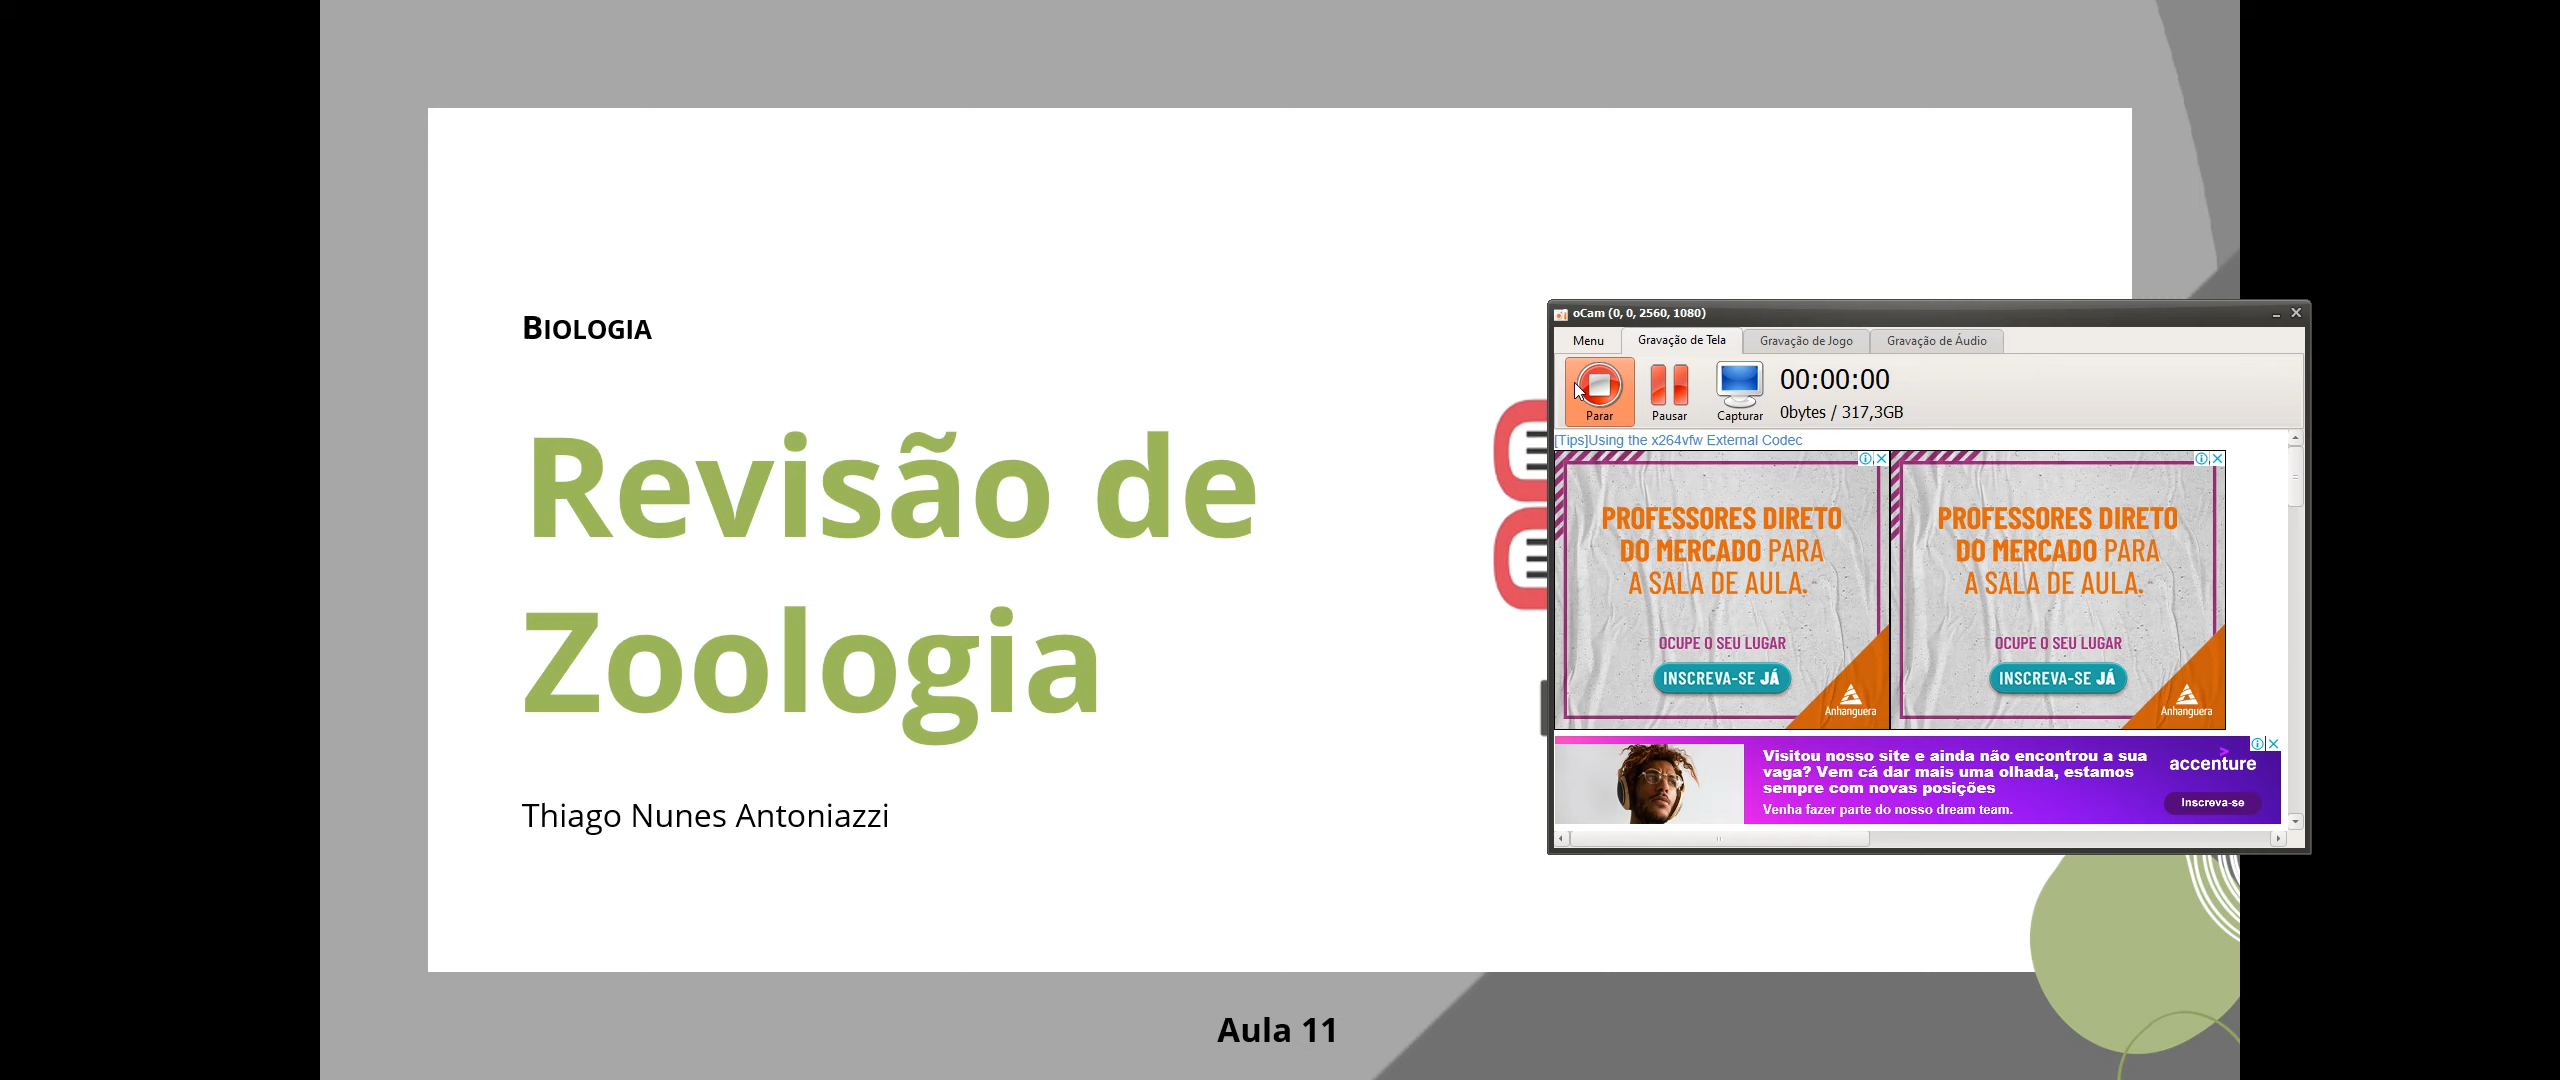 BIOLOGIA
Revisão de
Zoologia
Thiago Nunes Antoniazzi
Aula 11
oCam (0, 0, 2560, 1080)
Menu
Gravação de Tela
Gravação de Jogo
Gravação de Áudio
Parar
Pausar
Capturar
00:00:00
0bytes / 317,3GB
[Tips]Using the x264vfw External Codec
PROFESSORES DIRETO
DO MERCADO PARA
A SALA DE AULA.
OCUPE O SEU LUGAR
INSCREVA-SE JÁ
Anhanguera
PROFESSORES DIRETO
DO MERCADO PARA
A SALA DE AULA.
OCUPE O SEU LUGAR
INSCREVA-SE JÁ
Anhanguera
Visitou nosso site e ainda não encontrou a sua
vaga? Vem cá dar mais uma olhada, estamos
sempre com novas posições
Venha fazer parte do nosso dream team.
accenture
Inscreva-se